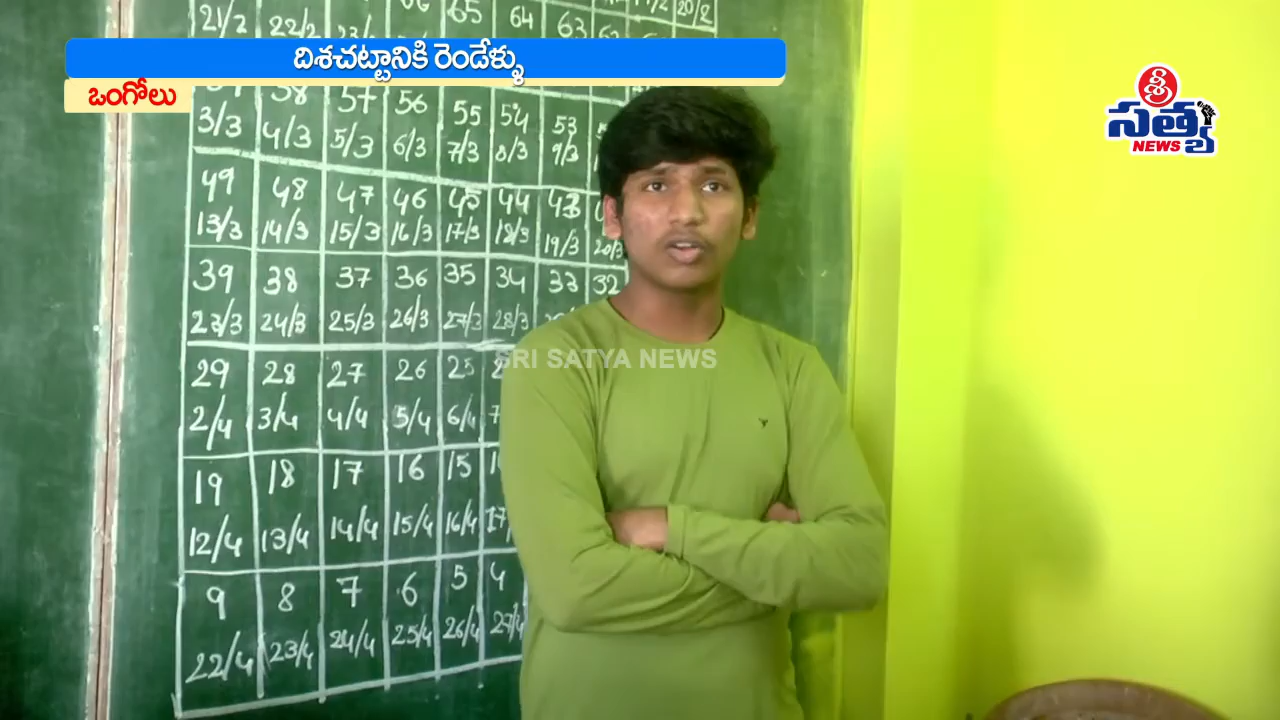 65 64 63
21/2 22/2 23/2 20/2
దిశచట్టానికి రెండేళ్ళు
ఒంగోలు
శ్రీ
సత్య
NEWS
58 57 56 55 54 53
3/3 4/3 5/3 6/3 7/3 8/3 9/3
49 48 47 46 45 44 43
13/3 14/3 15/3 16/3 17/3 18/3 19/3 20/3
39 38 37 36 35 34 33 32
23/3 24/3 25/3 26/3 27/3 28/3
SRI SATYA NEWS
29 28 27 26 25
2/4 3/4 4/4 5/4 6/4
19 18 17 16 15
12/4 13/4 14/4 15/4 16/4
9 8 7 6 5 4
22/4 23/4 24/4 25/4 26/4 27/4